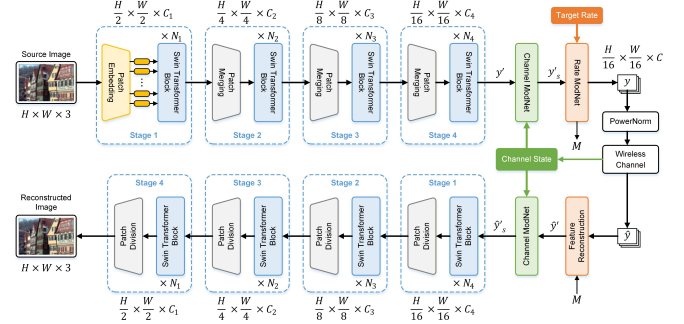 H/2 × W/2 × C₁
H/4 × W/4 × C₂
H/8 × W/8 × C₃
H/16 × W/16 × C₄
Target Rate
Source Image
× N₁
× N₂
× N₃
× N₄
H/16 × W/16 × C
Patch Embedding
Swin Transformer Block
Patch Merging
Swin Transformer Block
Patch Merging
Swin Transformer Block
Patch Merging
Swin Transformer Block
y′
Channel ModNet
y′ₛ
Rate ModNet
y
H × W × 3
Stage 1
Stage 2
Stage 3
Stage 4
M
PowerNorm
Channel State
Wireless Channel
Stage 4
Stage 3
Stage 2
Stage 1
Reconstructed Image
Patch Division
Swin Transformer Block
Patch Division
Swin Transformer Block
Patch Division
Swin Transformer Block
Patch Division
Swin Transformer Block
ŷ′ₛ
Channel ModNet
ŷ′
Feature Reconstruction
ŷ
H × W × 3
× N₁
× N₂
× N₃
× N₄
M
H/2 × W/2 × C₁
H/4 × W/4 × C₂
H/8 × W/8 × C₃
H/16 × W/16 × C₄